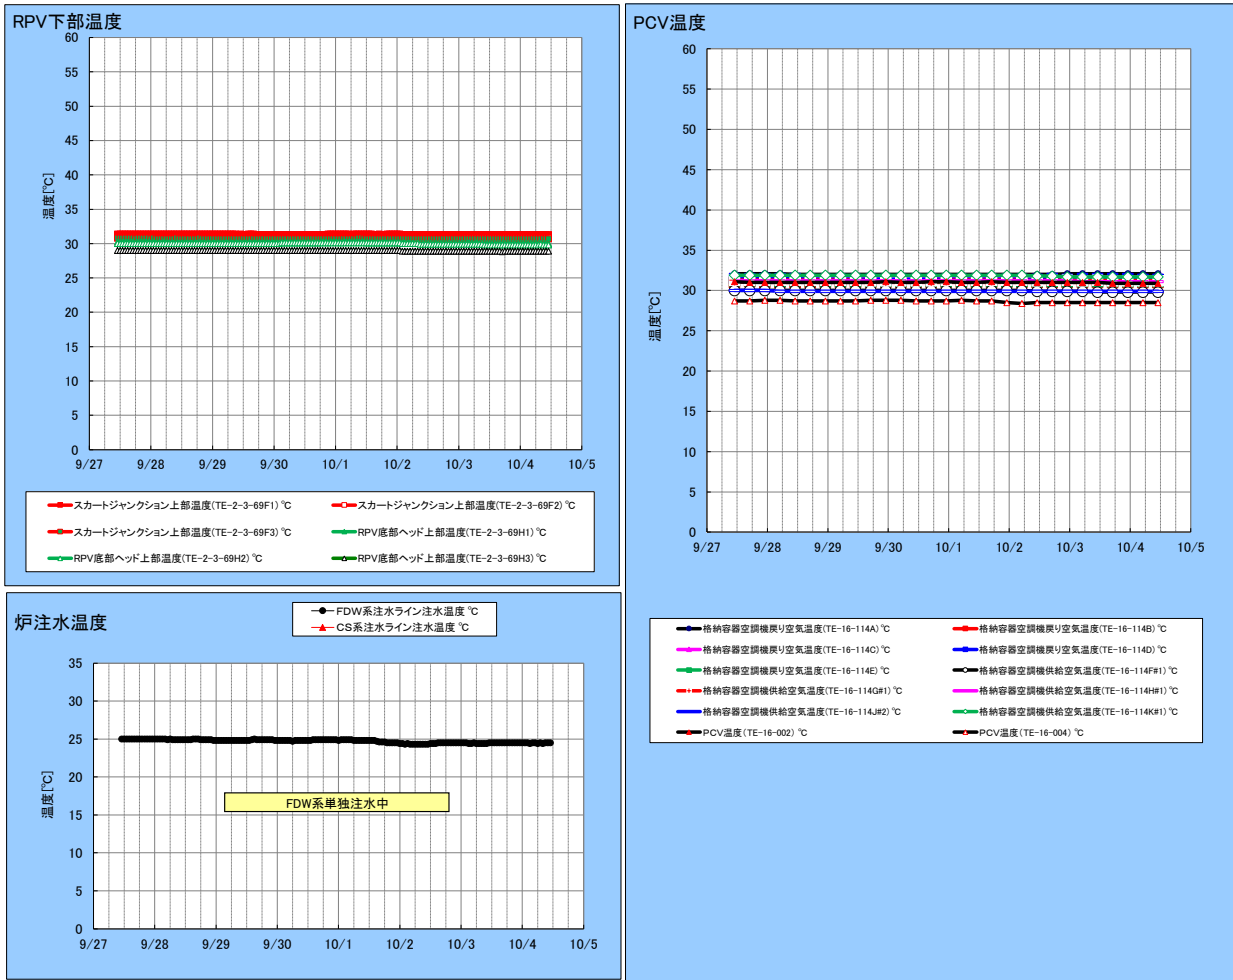 RPV下部温度
60
55
50
45
40
35
30
25
20
15
10
5
0
温度[℃]
9/27 9/28 9/29 9/30 10/1 10/2 10/3 10/4 10/5
スカートジャンクション上部温度(TE-2-3-69F1) ℃ スカートジャンクション上部温度(TE-2-3-69F2) ℃
スカートジャンクション上部温度(TE-2-3-69F3) ℃ RPV底部ヘッド上部温度(TE-2-3-69H1) ℃
RPV底部ヘッド上部温度(TE-2-3-69H2) ℃ RPV底部ヘッド上部温度(TE-2-3-69H3) ℃
炉注水温度
FDW系注水ライン注水温度 ℃
CS系注水ライン注水温度 ℃
35
30
25
20
15
10
5
0
温度[℃]
FDW系単独注水中
9/27 9/28 9/29 9/30 10/1 10/2 10/3 10/4 10/5
PCV温度
60
55
50
45
40
35
30
25
20
15
10
5
0
温度[℃]
9/27 9/28 9/29 9/30 10/1 10/2 10/3 10/4 10/5
格納容器空調機戻り空気温度(TE-16-114A) ℃ 格納容器空調機戻り空気温度(TE-16-114B) ℃
格納容器空調機戻り空気温度(TE-16-114C) ℃ 格納容器空調機戻り空気温度(TE-16-114D) ℃
格納容器空調機戻り空気温度(TE-16-114E) ℃ 格納容器空調機供給空気温度(TE-16-114F#1) ℃
格納容器空調機供給空気温度(TE-16-114G#1) ℃ 格納容器空調機供給空気温度(TE-16-114H#1) ℃
格納容器空調機供給空気温度(TE-16-114J#2) ℃ 格納容器空調機供給空気温度(TE-16-114K#1) ℃
PCV温度(TE-16-002) ℃ PCV温度(TE-16-004) ℃